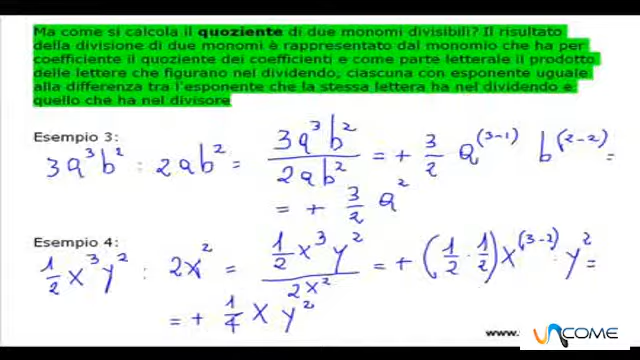 Ma come si calcola il quoziente di due monomi divisibili? Il risultato
della divisione di due monomi è rappresentato dal monomio che ha per
coefficiente il quoziente dei coefficienti e come parte letterale il prodotto
delle lettere che figurano nel dividendo, ciascuna con esponente uguale
alla differenza tra l'esponente che la stessa lettera ha nel dividendo e
quello che ha nel divisore
Esempio 3:
3a³b² : 2ab² = 3a³b² / 2ab² = + 3/2 a^(3-1) b^(2-2) =
= + 3/2 a²
Esempio 4:
1/2 x³y² : 2x² = 1/2 x³y² / 2x² = + (1/2 · 1/2) x^(3-2) · y² =
= + 1/4 x y²
www.
COME